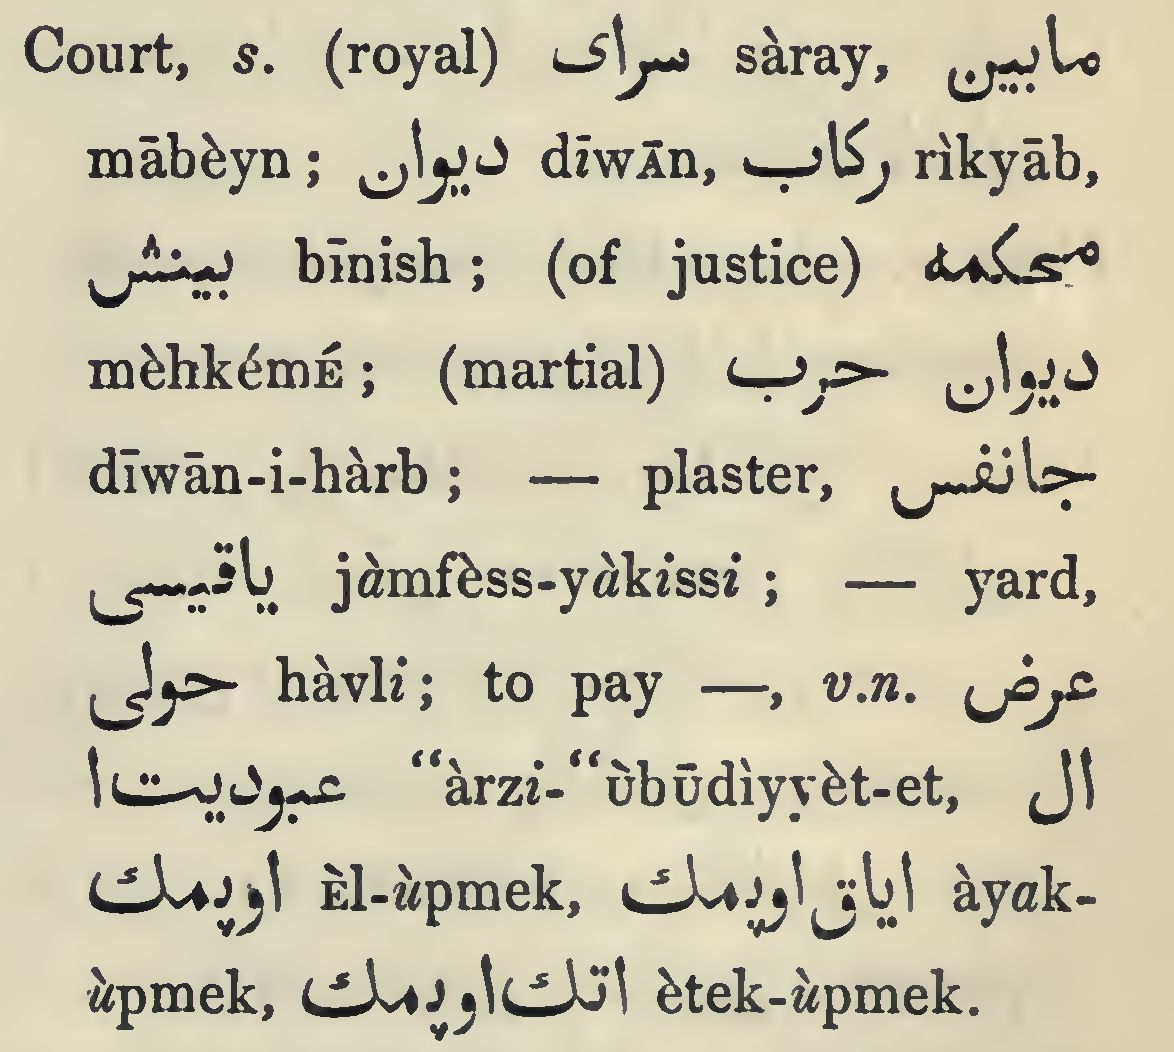 Court, s. (royal) سراى sàray, مابين
mābèyn ; ديوان dīwĀn, ركاب rìkyāb,
بينش bīnish ; (of justice) محكمه
mèhkémÉ ; (martial) ديوان حرب
dīwān-i-hàrb ; — plaster, جانفس
ياقيسى jàmfèss-yàkissi ; — yard,
حولى hàvli ; to pay —, v.n. عرض
عبوديت ا “àrzi-“ùbūdìyyèt-et, ال
اوپمك Èl-ùpmek, اياق اوپمك àyak-
ùpmek, اتك اوپمك ètek-ùpmek.